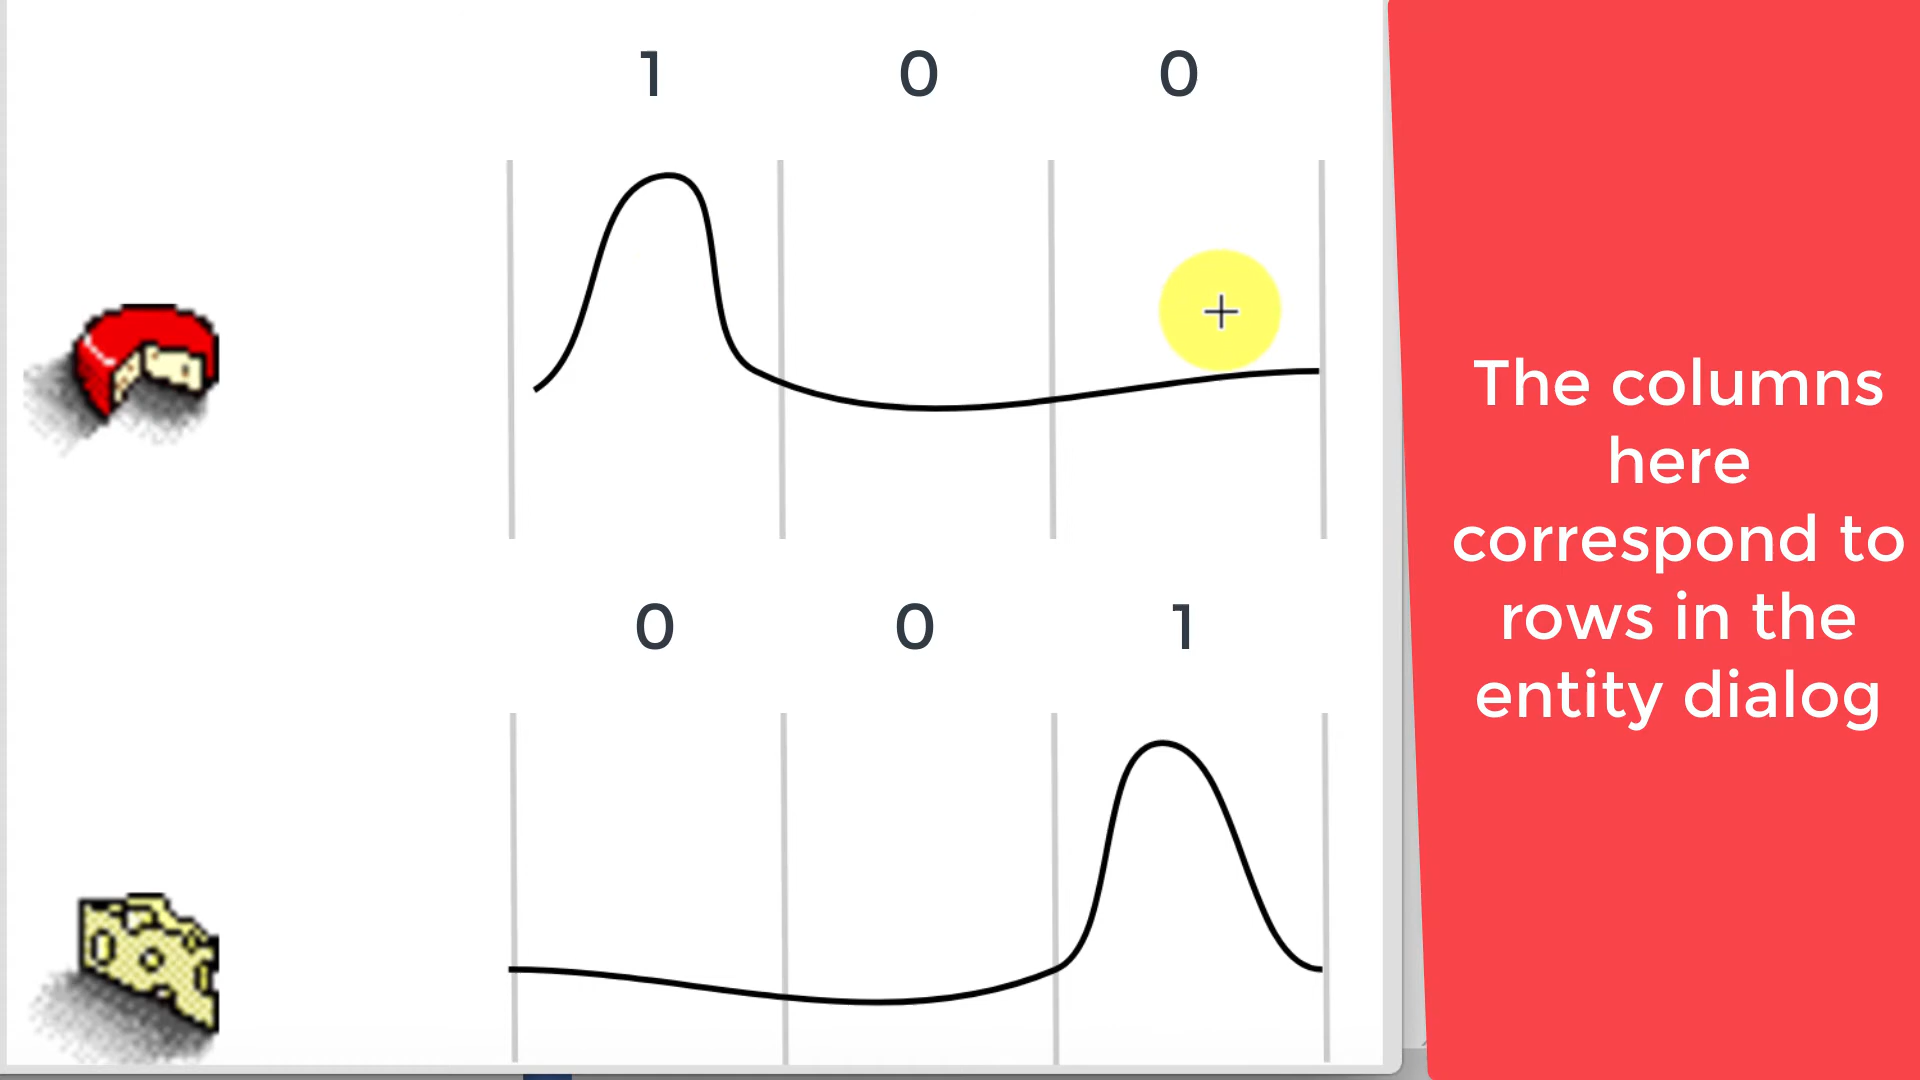 1 0 0
0 0 1
The columns
here
correspond to
rows in the
entity dialog